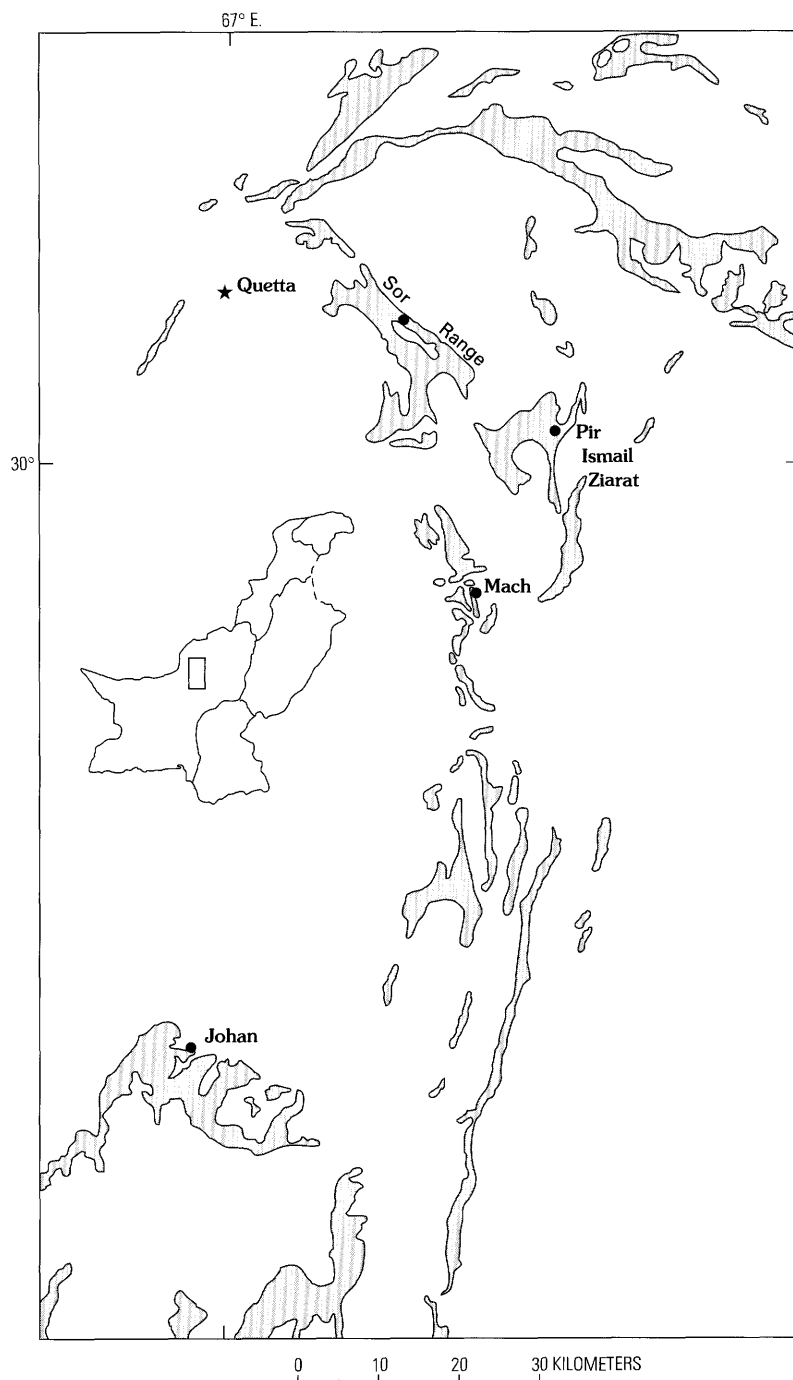 67° E.
Quetta
Sor
Range
Pir
Ismail
Ziarat
30°
Mach
Johan
0 10 20 30 KILOMETERS